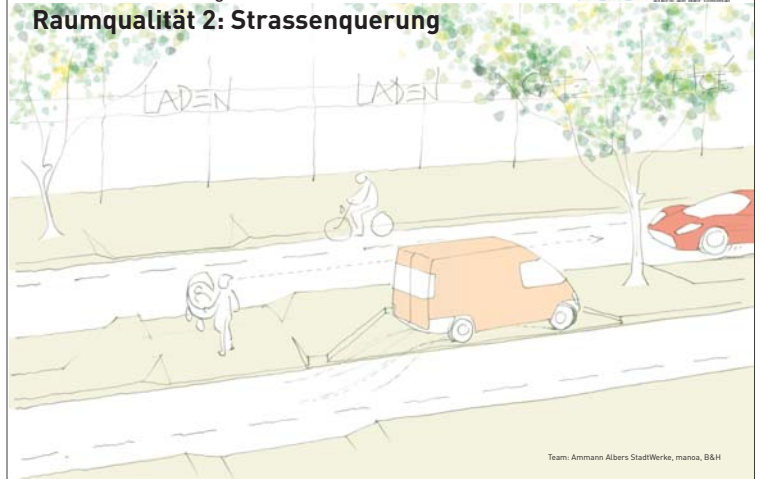 Raumqualität 2: Strassenquerung
LADEN
LADEN
Team: Ammann Albers StadtWerke, manoa, B&H